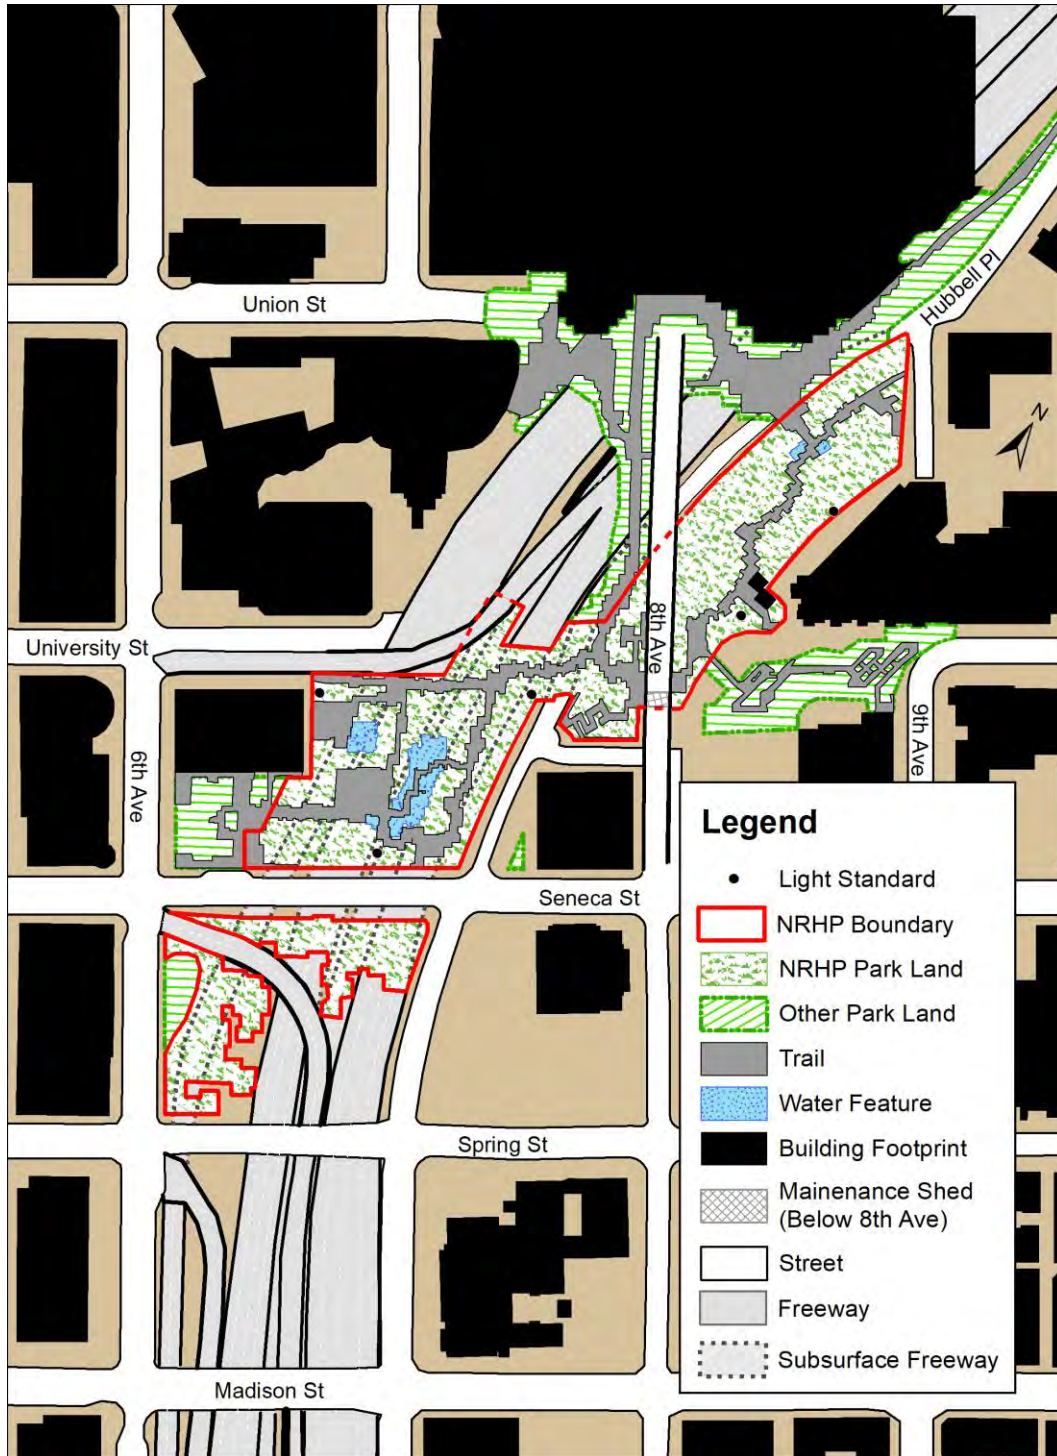 Union St
Hubbell Pl
N
University St
8th Ave
6th Ave
9th Ave
Seneca St
Spring St
Madison St
Legend
Light Standard
NRHP Boundary
NRHP Park Land
Other Park Land
Trail
Water Feature
Building Footprint
Mainenance Shed
(Below 8th Ave)
Street
Freeway
Subsurface Freeway